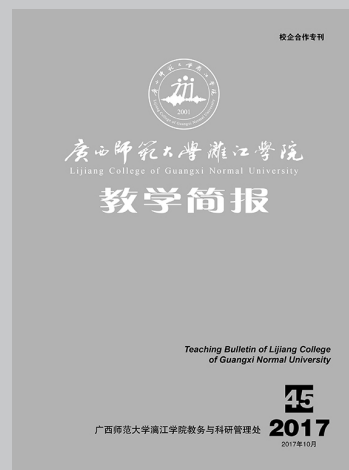 校企合作专刊
2001
广西师范大学漓江学院
Lijiang College of Guangxi Normal University
教学简报
Teaching Bulletin of Lijiang College
of Guangxi Normal University
45
广西师范大学漓江学院教务与科研管理处
2017
2017年10月